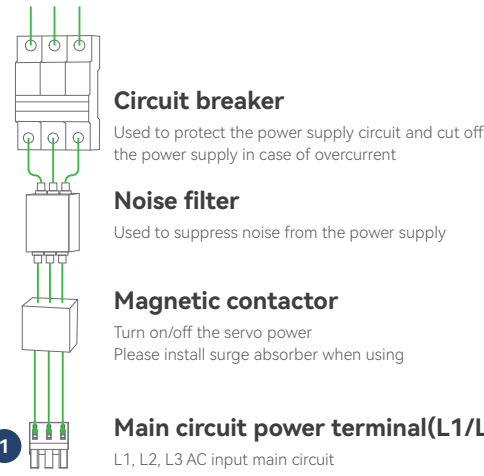 Circuit breaker
Used to protect the power supply circuit and cut off
the power supply in case of overcurrent
Noise filter
Used to suppress noise from the power supply
Magnetic contactor
Turn on/off the servo power
Please install surge absorber when using
1
Main circuit power terminal(L1/L
L1, L2, L3 AC input main circuit